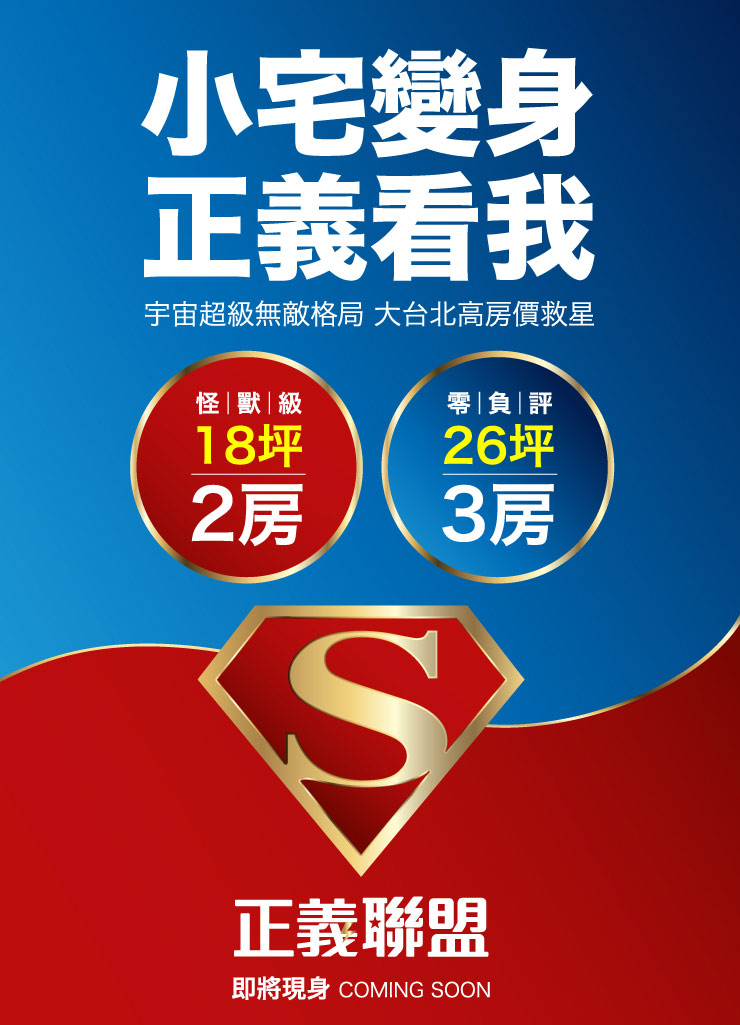 小宅變身
正義看我
宇宙超級無敵格局 大台北高房價救星
怪|獸|級
18坪
2房
零|負|評
26坪
3房
S
正義聯盟
即將現身 COMING SOON